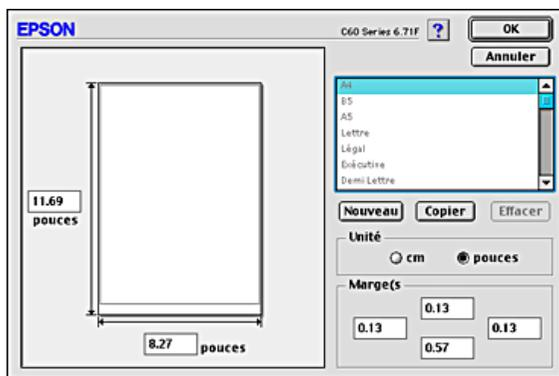 EPSON
C60 Series 6.71F
?
OK
Annuler
A4
B5
A5
Lettre
Légal
Exécutive
Demi Lettre
11.69
pouces
8.27 pouces
Nouveau
Copier
Effacer
Unité
cm
pouces
Marge(s
0.13
0.13
0.13
0.57